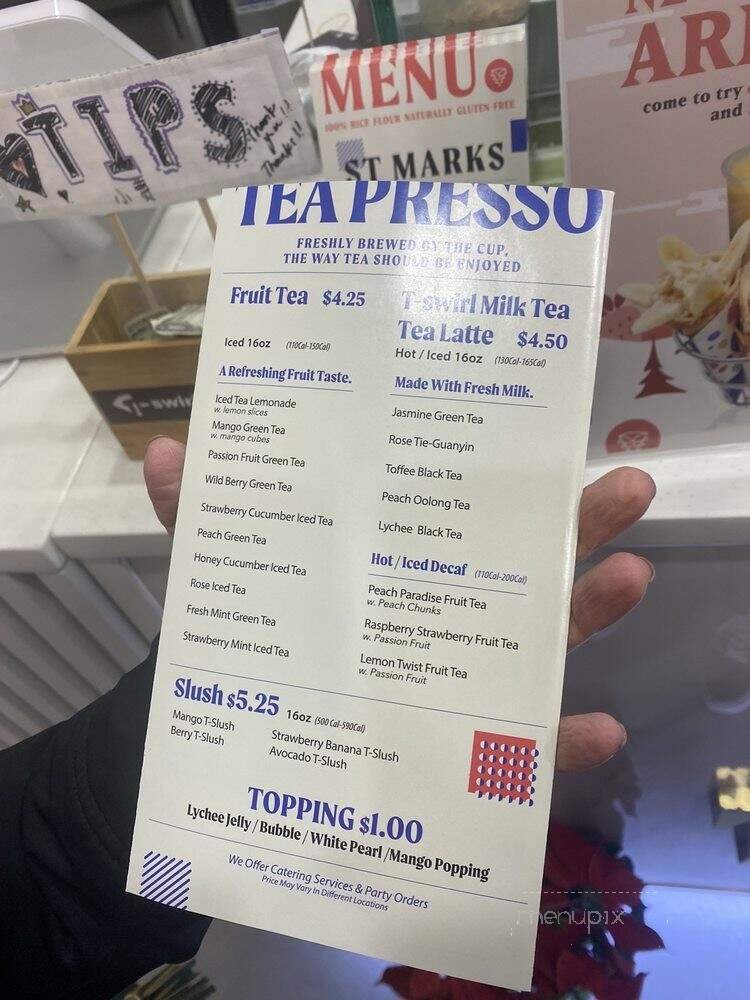 TIPS
Thank you!!
Thanks!!
MENU
100% RICE FLOUR NATURALLY GLUTEN-FREE
ST MARKS
come to try
and
TEA PRESSO
FRESHLY BREWED BY THE CUP,
THE WAY TEA SHOULD BE ENJOYED
Fruit Tea $4.25
Iced 16oz (110Cal-150Cal)
A Refreshing Fruit Taste.
Iced Tea Lemonade
w. lemon slices
Mango Green Tea
w. mango cubes
Passion Fruit Green Tea
Wild Berry Green Tea
Strawberry Cucumber Iced Tea
Peach Green Tea
Honey Cucumber Iced Tea
Rose Iced Tea
Fresh Mint Green Tea
Strawberry Mint Iced Tea
T-swirl Milk Tea
Tea Latte $4.50
Hot / Iced 16oz (130Cal-165Cal)
Made With Fresh Milk.
Jasmine Green Tea
Rose Tie-Guanyin
Toffee Black Tea
Peach Oolong Tea
Lychee Black Tea
Hot / Iced Decaf (110Cal-200Cal)
Peach Paradise Fruit Tea
w. Peach Chunks
Raspberry Strawberry Fruit Tea
w. Passion Fruit
Lemon Twist Fruit Tea
w. Passion Fruit
Slush $5.25 16oz (500 Cal-590Cal)
Mango T-Slush
Berry T-Slush
Strawberry Banana T-Slush
Avocado T-Slush
TOPPING $1.00
Lychee Jelly / Bubble / White Pearl /Mango Popping
We Offer Catering Services & Party Orders
Price May Vary In Different Locations
menupix